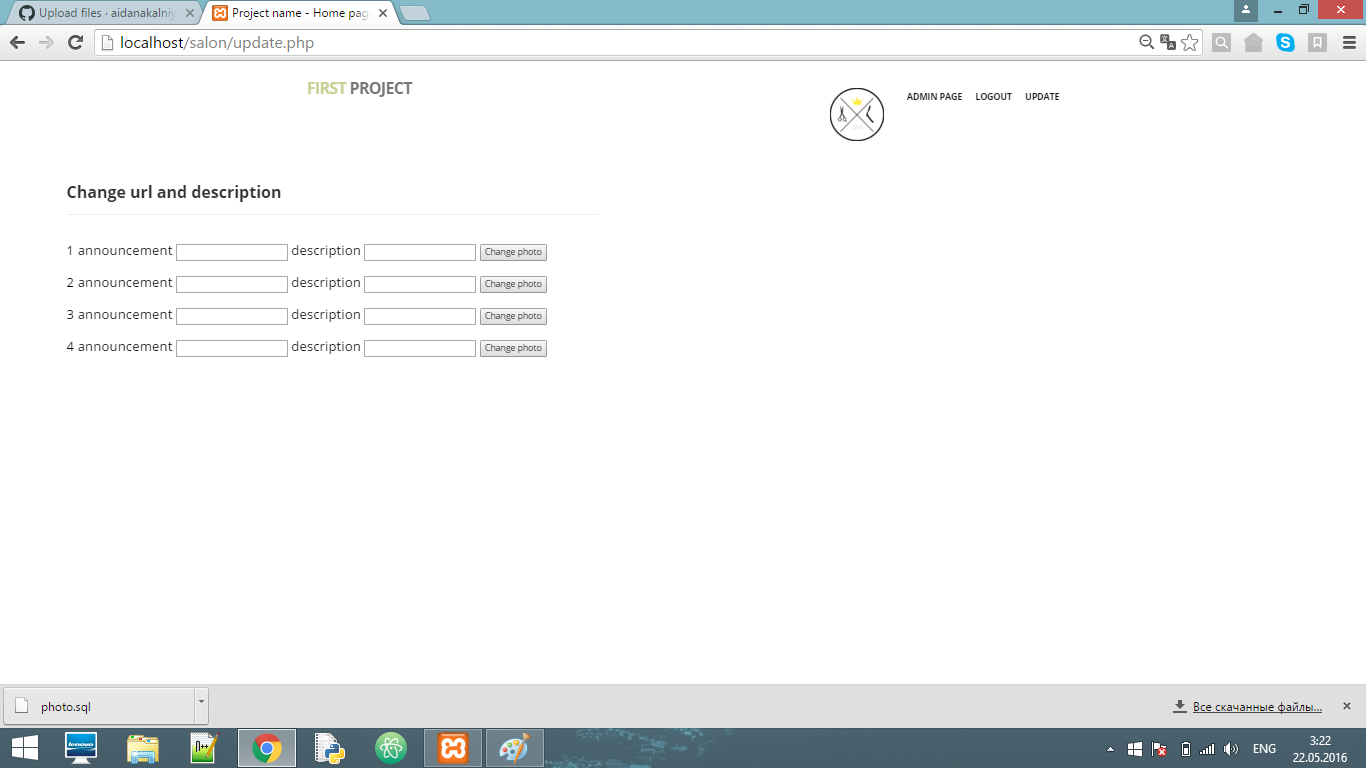 Upload files · aidanakalniy
Project name - Home pag
localhost/salon/update.php
FIRST PROJECT
ADMIN PAGE LOGOUT UPDATE
Change url and description
1 announcement description Change photo
2 announcement description Change photo
3 announcement description Change photo
4 announcement description Change photo
photo.sql
Все скачанные файлы...
lenovo
ENG
3:22
22.05.2016